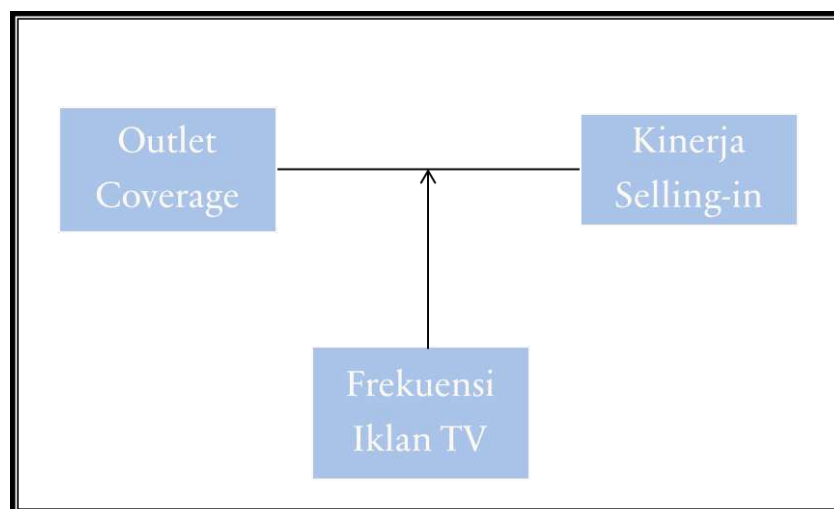 Outlet
Coverage
Kinerja
Selling-in
Frekuensi
Iklan TV